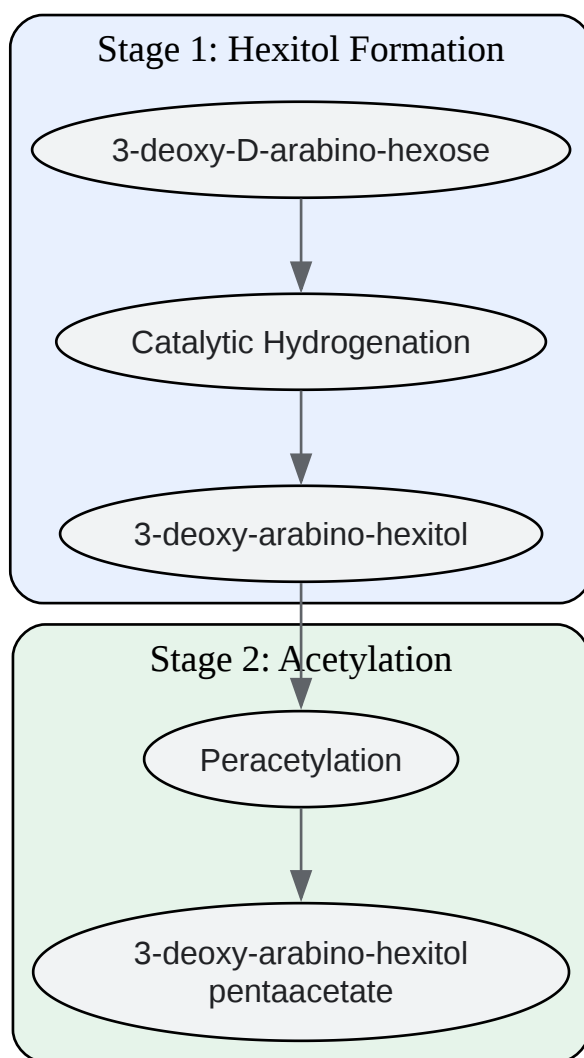 Stage 1: Hexitol Formation
3-deoxy-D-arabino-hexose
Catalytic Hydrogenation
3-deoxy-arabino-hexitol
Stage 2: Acetylation
Peracetylation
3-deoxy-arabino-hexitol
pentaacetate